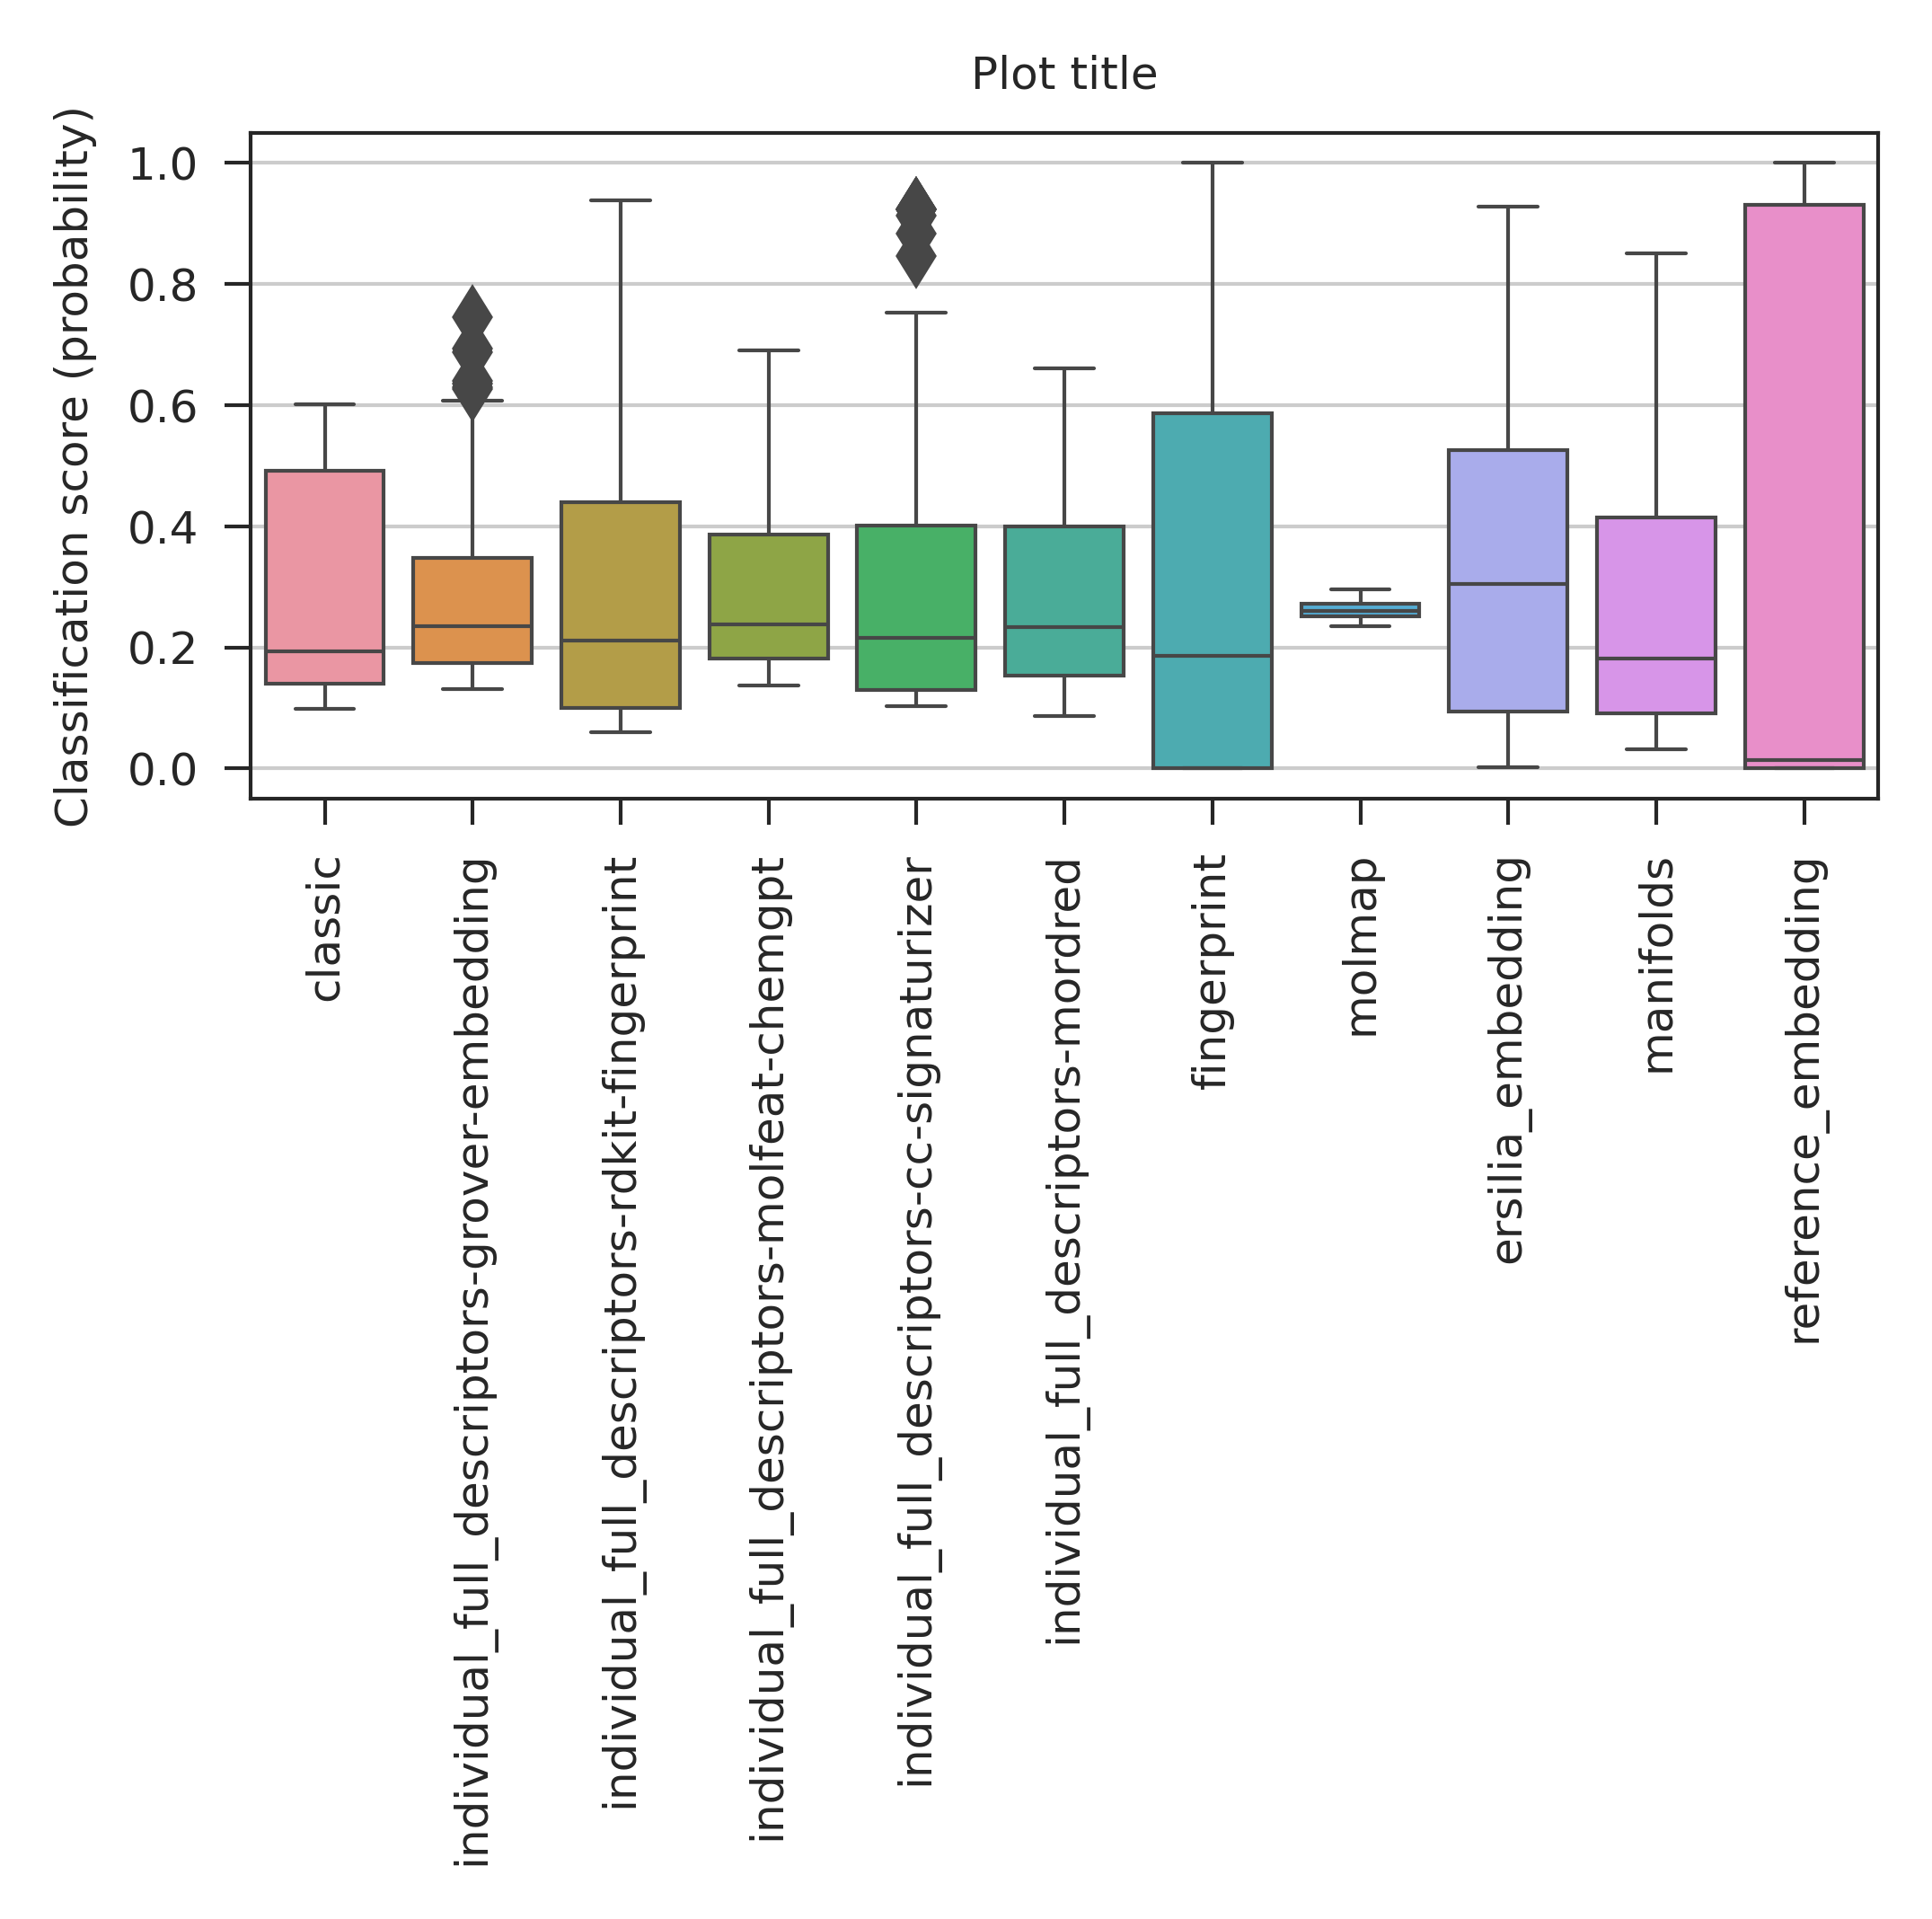 Plot title
Classification score (probability)
1.0
0.8
0.6
0.4
0.2
0.0
classic
individual_full_descriptors-grover-embedding
individual_full_descriptors-rdkit-fingerprint
individual_full_descriptors-molfeat-chemgpt
individual_full_descriptors-cc-signaturizer
individual_full_descriptors-mordred
fingerprint
molmap
ersilia_embedding
manifolds
reference_embedding